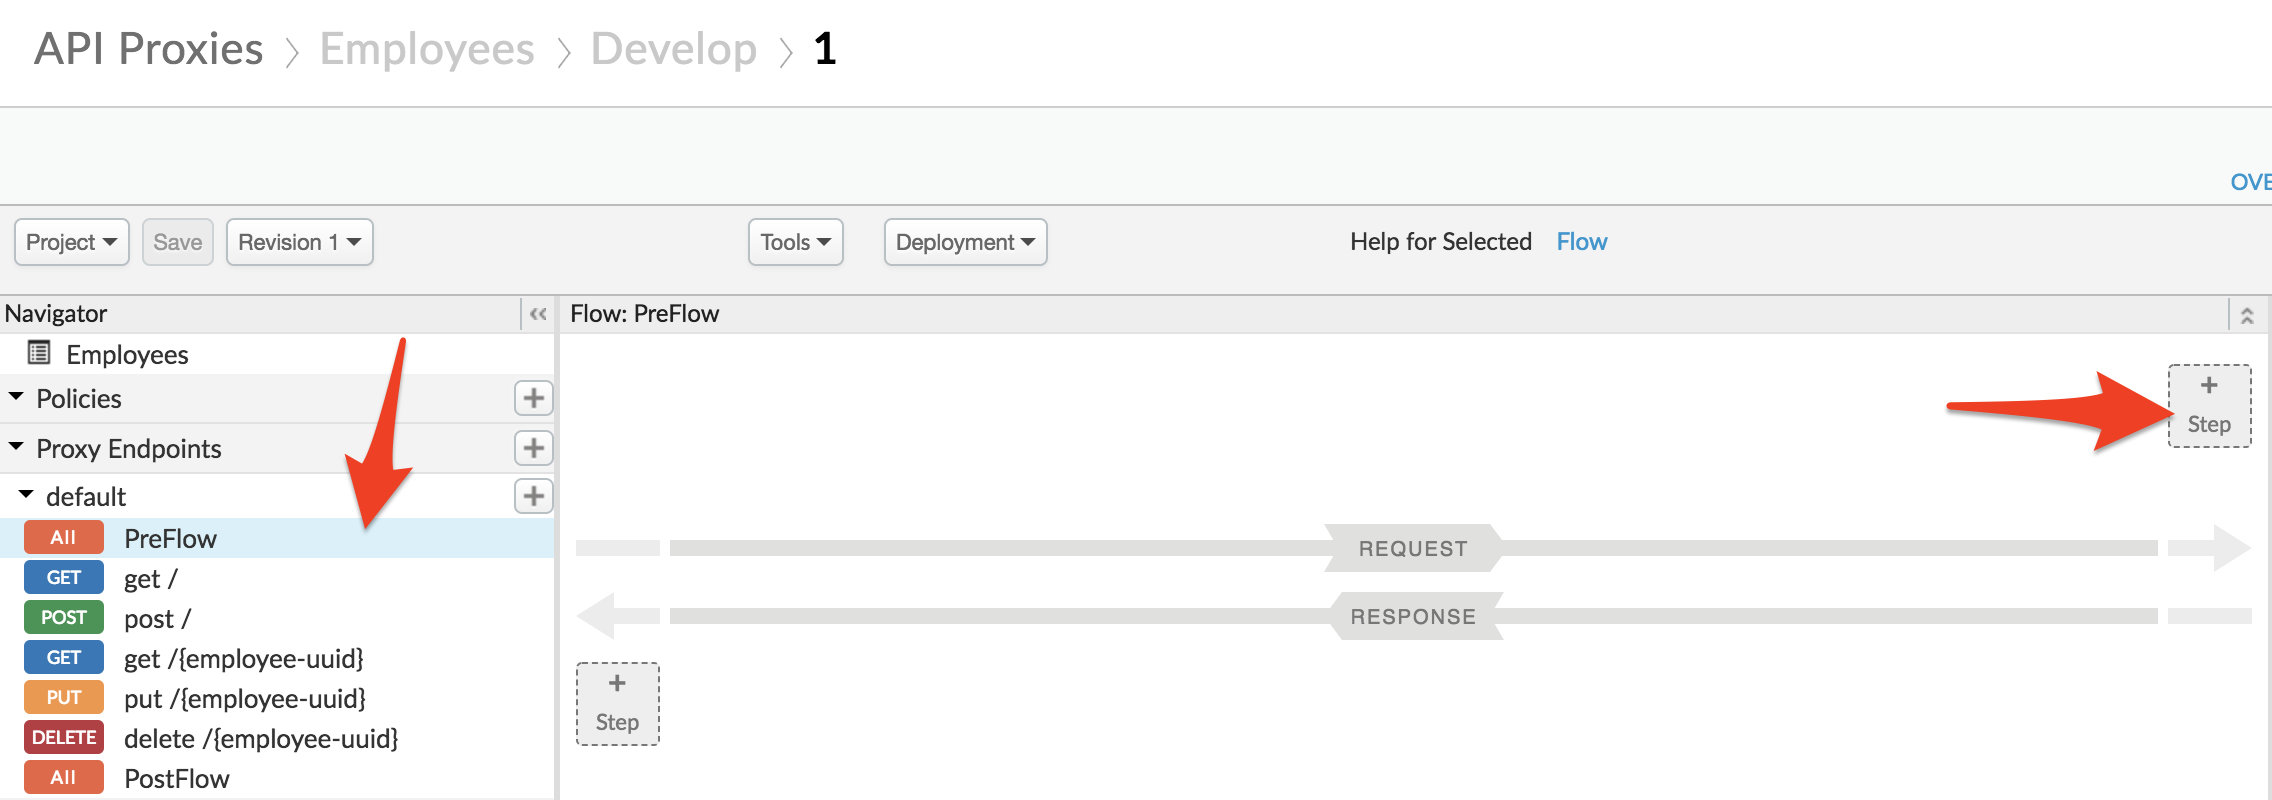 API Proxies > Employees > Develop > 1
OVE
Project Save Revision 1 Tools Deployment Help for Selected Flow
Navigator
Employees
Policies
Proxy Endpoints
default
All PreFlow
GET get /
POST post /
GET get /{employee-uuid}
PUT put /{employee-uuid}
DELETE delete /{employee-uuid}
All PostFlow
Flow: PreFlow
+
Step
REQUEST
RESPONSE
+
Step